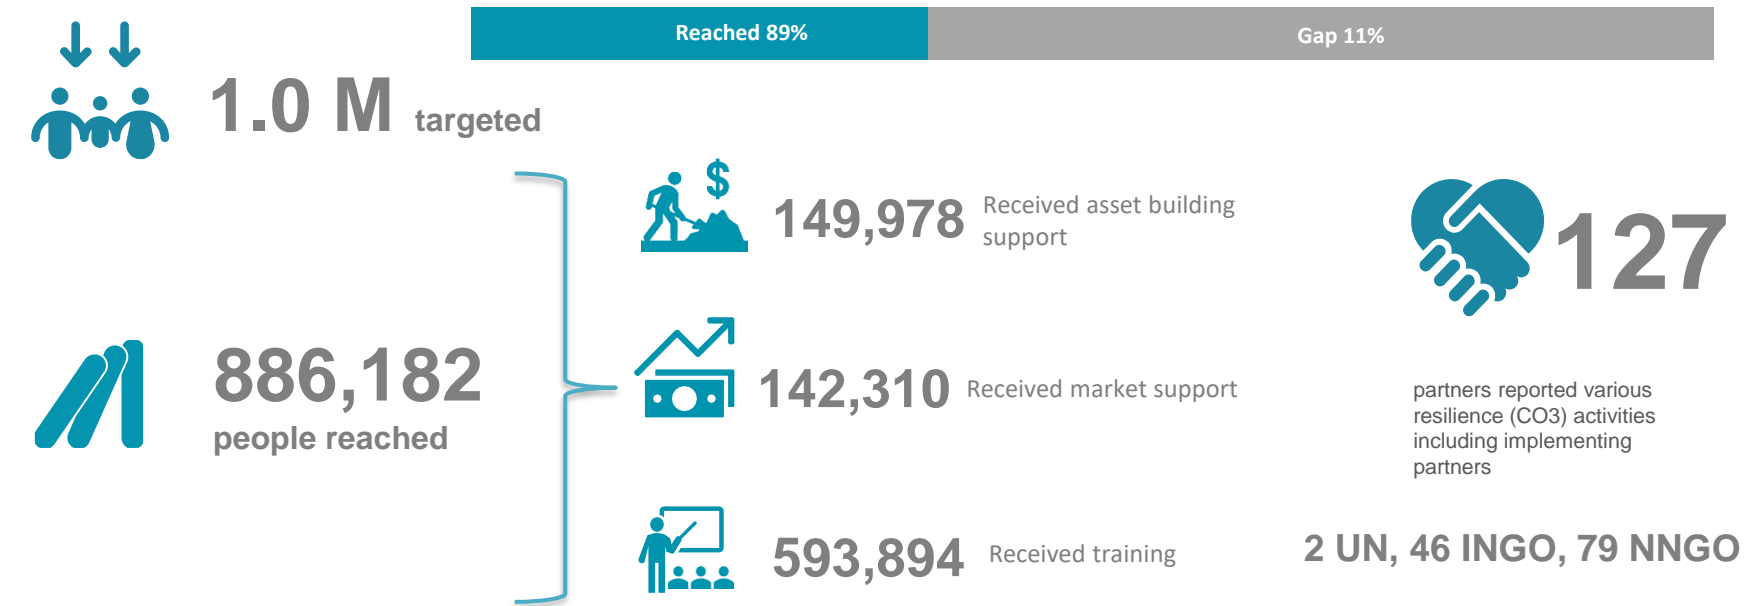 Reached 89%
Gap 11%
1.0 M targeted
$
149,978 Received asset building
support
127
886,182
people reached
142,310 Received market support
partners reported various
resilience (CO3) activities
including implementing
partners
593,894 Received training
2 UN, 46 INGO, 79 NNGO